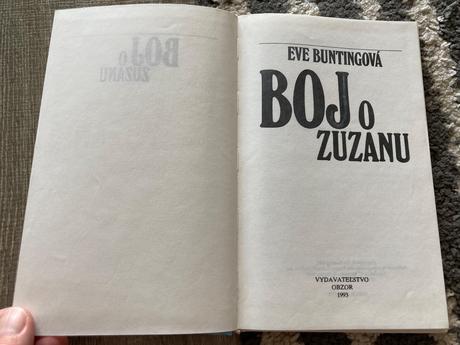 EVE BUNTINGOVÁ
BOJ O
ZUZANU
VYDAVATEĽSTVO
OBZOR
1993